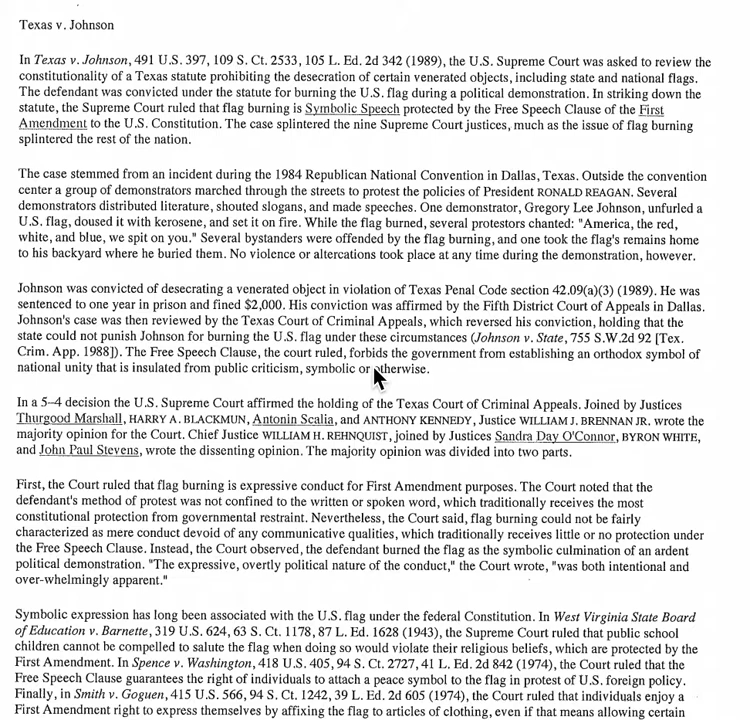 Texas v. Johnson
In Texas v. Johnson, 491 U.S. 397, 109 S. Ct. 2533, 105 L. Ed. 2d 342 (1989), the U.S. Supreme Court was asked to review the
constitutionality of a Texas statute prohibiting the desecration of certain venerated objects, including state and national flags.
The defendant was convicted under the statute for burning the U.S. flag during a political demonstration. In striking down the
statute, the Supreme Court ruled that flag burning is Symbolic Speech protected by the Free Speech Clause of the First
Amendment to the U.S. Constitution. The case splintered the nine Supreme Court justices, much as the issue of flag burning
splintered the rest of the nation.
The case stemmed from an incident during the 1984 Republican National Convention in Dallas, Texas. Outside the convention
center a group of demonstrators marched through the streets to protest the policies of President RONALD REAGAN. Several
demonstrators distributed literature, shouted slogans, and made speeches. One demonstrator, Gregory Lee Johnson, unfurled a
U.S. flag, doused it with kerosene, and set it on fire. While the flag burned, several protestors chanted: "America, the red,
white, and blue, we spit on you." Several bystanders were offended by the flag burning, and one took the flag's remains home
to his backyard where he buried them. No violence or altercations took place at any time during the demonstration, however.
Johnson was convicted of desecrating a venerated object in violation of Texas Penal Code section 42.09(a)(3) (1989). He was
sentenced to one year in prison and fined $2,000. His conviction was affirmed by the Fifth District Court of Appeals in Dallas.
Johnson's case was then reviewed by the Texas Court of Criminal Appeals, which reversed his conviction, holding that the
state could not punish Johnson for burning the U.S. flag under these circumstances (Johnson v. State, 755 S.W.2d 92 [Tex.
Crim. App. 1988]). The Free Speech Clause, the court ruled, forbids the government from establishing an orthodox symbol of
national unity that is insulated from public criticism, symbolic or otherwise.
In a 5–4 decision the U.S. Supreme Court affirmed the holding of the Texas Court of Criminal Appeals. Joined by Justices
Thurgood Marshall, HARRY A. BLACKMUN, Antonin Scalia, and ANTHONY KENNEDY, Justice WILLIAM J. BRENNAN JR. wrote the
majority opinion for the Court. Chief Justice WILLIAM H. REHNQUIST, joined by Justices Sandra Day O'Connor, BYRON WHITE,
and John Paul Stevens, wrote the dissenting opinion. The majority opinion was divided into two parts.
First, the Court ruled that flag burning is expressive conduct for First Amendment purposes. The Court noted that the
defendant's method of protest was not confined to the written or spoken word, which traditionally receives the most
constitutional protection from governmental restraint. Nevertheless, the Court said, flag burning could not be fairly
characterized as mere conduct devoid of any communicative qualities, which traditionally receives little or no protection under
the Free Speech Clause. Instead, the Court observed, the defendant burned the flag as the symbolic culmination of an ardent
political demonstration. "The expressive, overtly political nature of the conduct," the Court wrote, "was both intentional and
over-whelmingly apparent."
Symbolic expression has long been associated with the U.S. flag under the federal Constitution. In West Virginia State Board
of Education v. Barnette, 319 U.S. 624, 63 S. Ct. 1178, 87 L. Ed. 1628 (1943), the Supreme Court ruled that public school
children cannot be compelled to salute the flag when doing so would violate their religious beliefs, which are protected by the
First Amendment. In Spence v. Washington, 418 U.S. 405, 94 S. Ct. 2727, 41 L. Ed. 2d 842 (1974), the Court ruled that the
Free Speech Clause guarantees the right of individuals to attach a peace symbol to the flag in protest of U.S. foreign policy.
Finally, in Smith v. Goguen, 415 U.S. 566, 94 S. Ct. 1242, 39 L. Ed. 2d 605 (1974), the Court ruled that individuals enjoy a
First Amendment right to express themselves by affixing the flag to articles of clothing, even if that means allowing certain